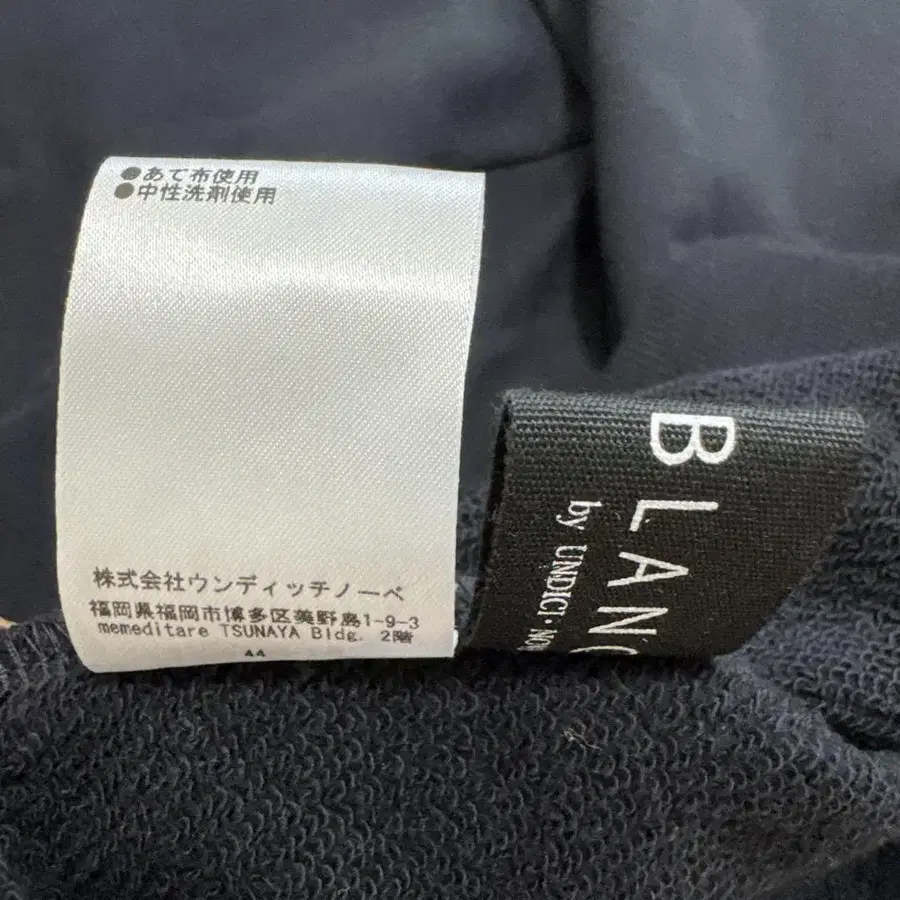 ●あて布使用
●中性洗剤使用
株式会社ウンディッチノーベ
福岡県福岡市博多区美野島1-9-3
memeditare TSUNAYA Bldg. 2階
44
BLANC
by UNDICI・